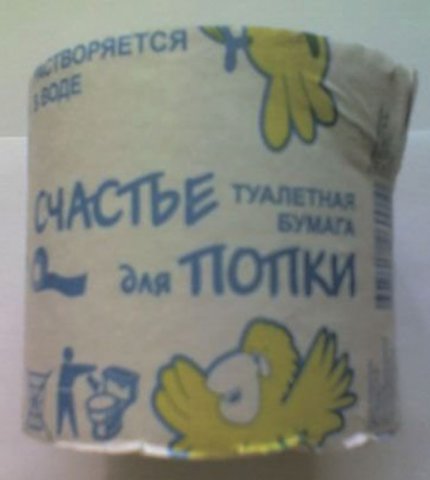 РАСТВОРЯЕТСЯ
В ВОДЕ
СЧАСТЬЕ ТУАЛЕТНАЯ
БУМАГА
для ПОПКИ